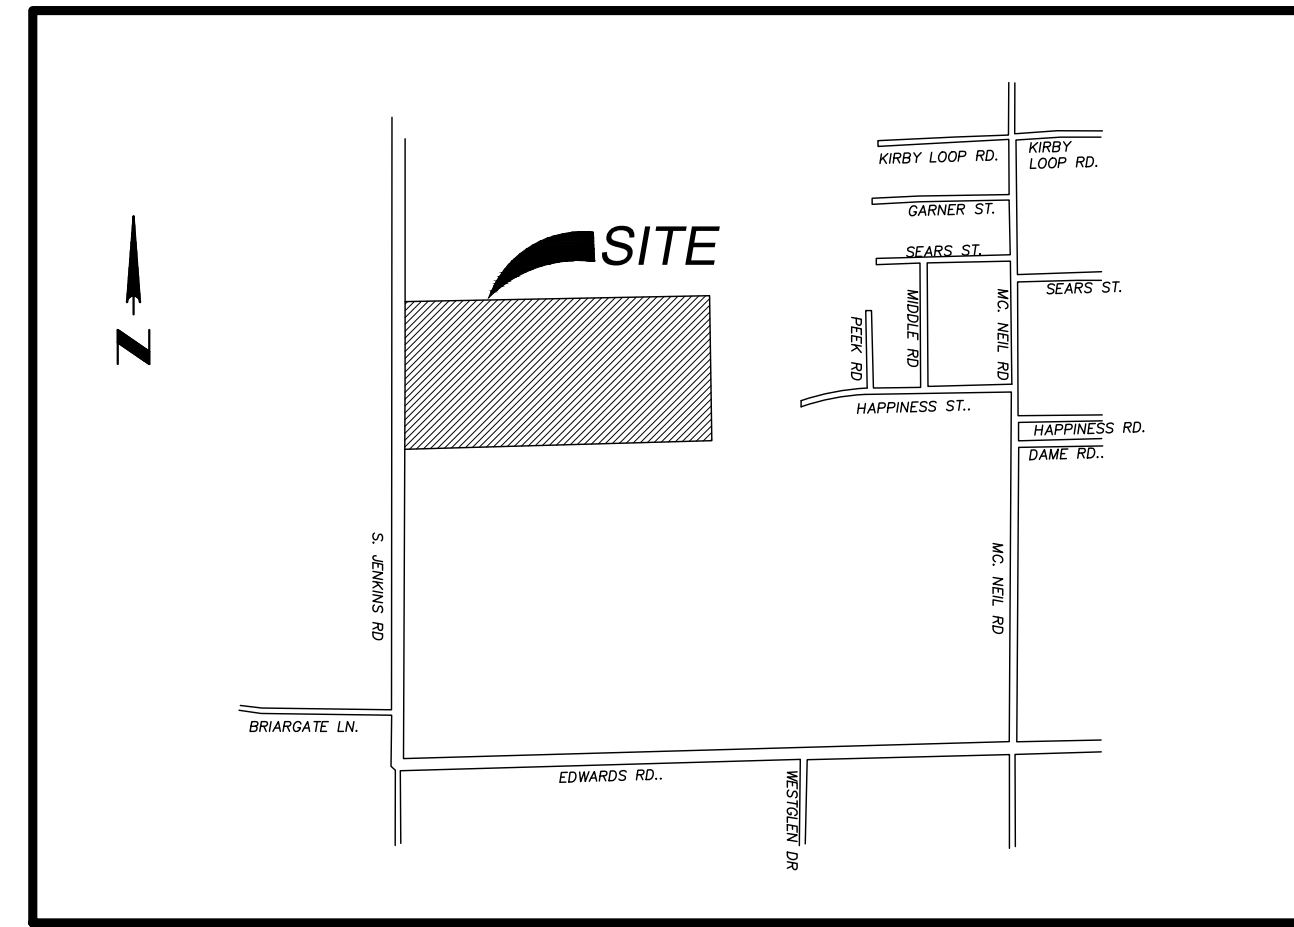 KIRBY LOOP RD.
KIRBY
LOOP RD.
GARNER ST.
SITE
SEARS ST.
SEARS ST.
MIDDLE RD
MC. NEIL RD
PEEK RD
N
HAPPINESS ST..
HAPPINESS RD.
DAME RD..
S. JENKINS RD
MC. NEIL RD
BRIARGATE LN.
EDWARDS RD..
WESTGLEN DR